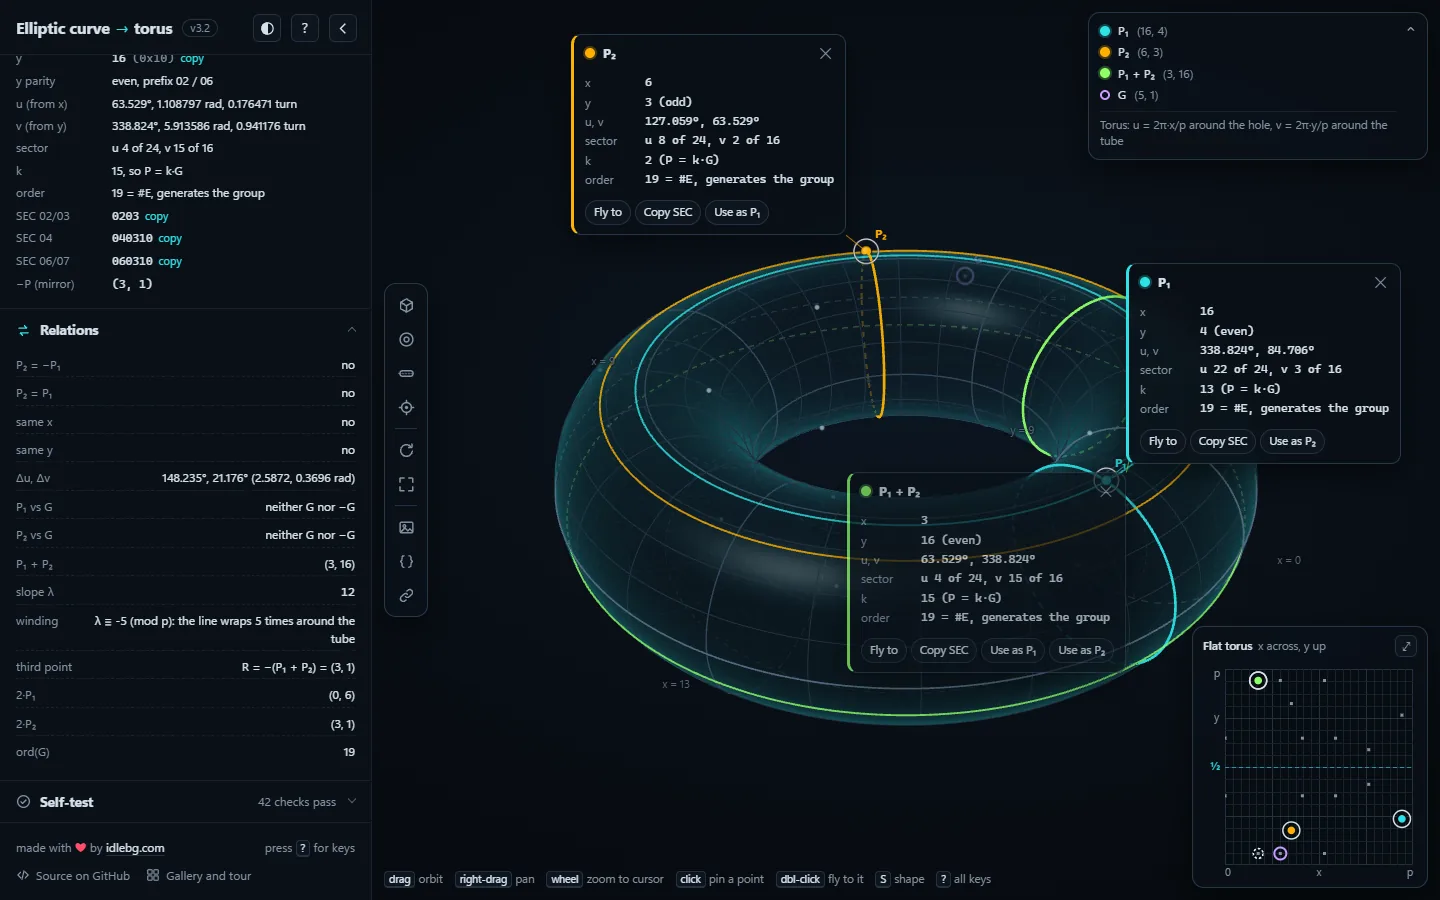 Elliptic curve → torus v3.2 ?
y 16 (0x10) copy
y parity even, prefix 02 / 06
u (from x) 63.529°, 1.108797 rad, 0.176471 turn
v (from y) 338.824°, 5.913586 rad, 0.941176 turn
sector u 4 of 24, v 15 of 16
k 15, so P = k·G
order 19 = #E, generates the group
SEC 02/03 0203 copy
SEC 04 040310 copy
SEC 06/07 060310 copy
−P (mirror) (3, 1)
Relations
P₂ = −P₁ no
P₂ = P₁ no
same x no
same y no
Δu, Δv 148.235°, 21.176° (2.5872, 0.3696 rad)
P₁ vs G neither G nor −G
P₂ vs G neither G nor −G
P₁ + P₂ (3, 16)
slope λ 12
winding λ ≡ -5 (mod p): the line wraps 5 times around the
tube
third point R = −(P₁ + P₂) = (3, 1)
2·P₁ (0, 6)
2·P₂ (3, 1)
ord(G) 19
Self-test 42 checks pass
made with ❤ by idlebg.com press ? for keys
Source on GitHub Gallery and tour
P₂
x 6
y 3 (odd)
u, v 127.059°, 63.529°
sector u 8 of 24, v 2 of 16
k 2 (P = k·G)
order 19 = #E, generates the group
Fly to Copy SEC Use as P₁
P₁ (16, 4)
P₂ (6, 3)
P₁ + P₂ (3, 16)
G (5, 1)
Torus: u = 2π·x/p around the hole, v = 2π·y/p around the
tube
P₂
P₁
x 16
y 4 (even)
u, v 338.824°, 84.706°
sector u 22 of 24, v 3 of 16
k 13 (P = k·G)
order 19 = #E, generates the group
Fly to Copy SEC Use as P₂
y = 9
P₁
P₁ + P₂
x 3
y 16 (even)
u, v 63.529°, 338.824°
sector u 4 of 24, v 15 of 16
k 15 (P = k·G)
order 19 = #E, generates the group
Fly to Copy SEC Use as P₁ Use as P₂
x = 0
x = 13
Flat torus x across, y up
p
y
½
0 x p
drag orbit right-drag pan wheel zoom to cursor click pin a point dbl-click fly to it S shape ? all keys